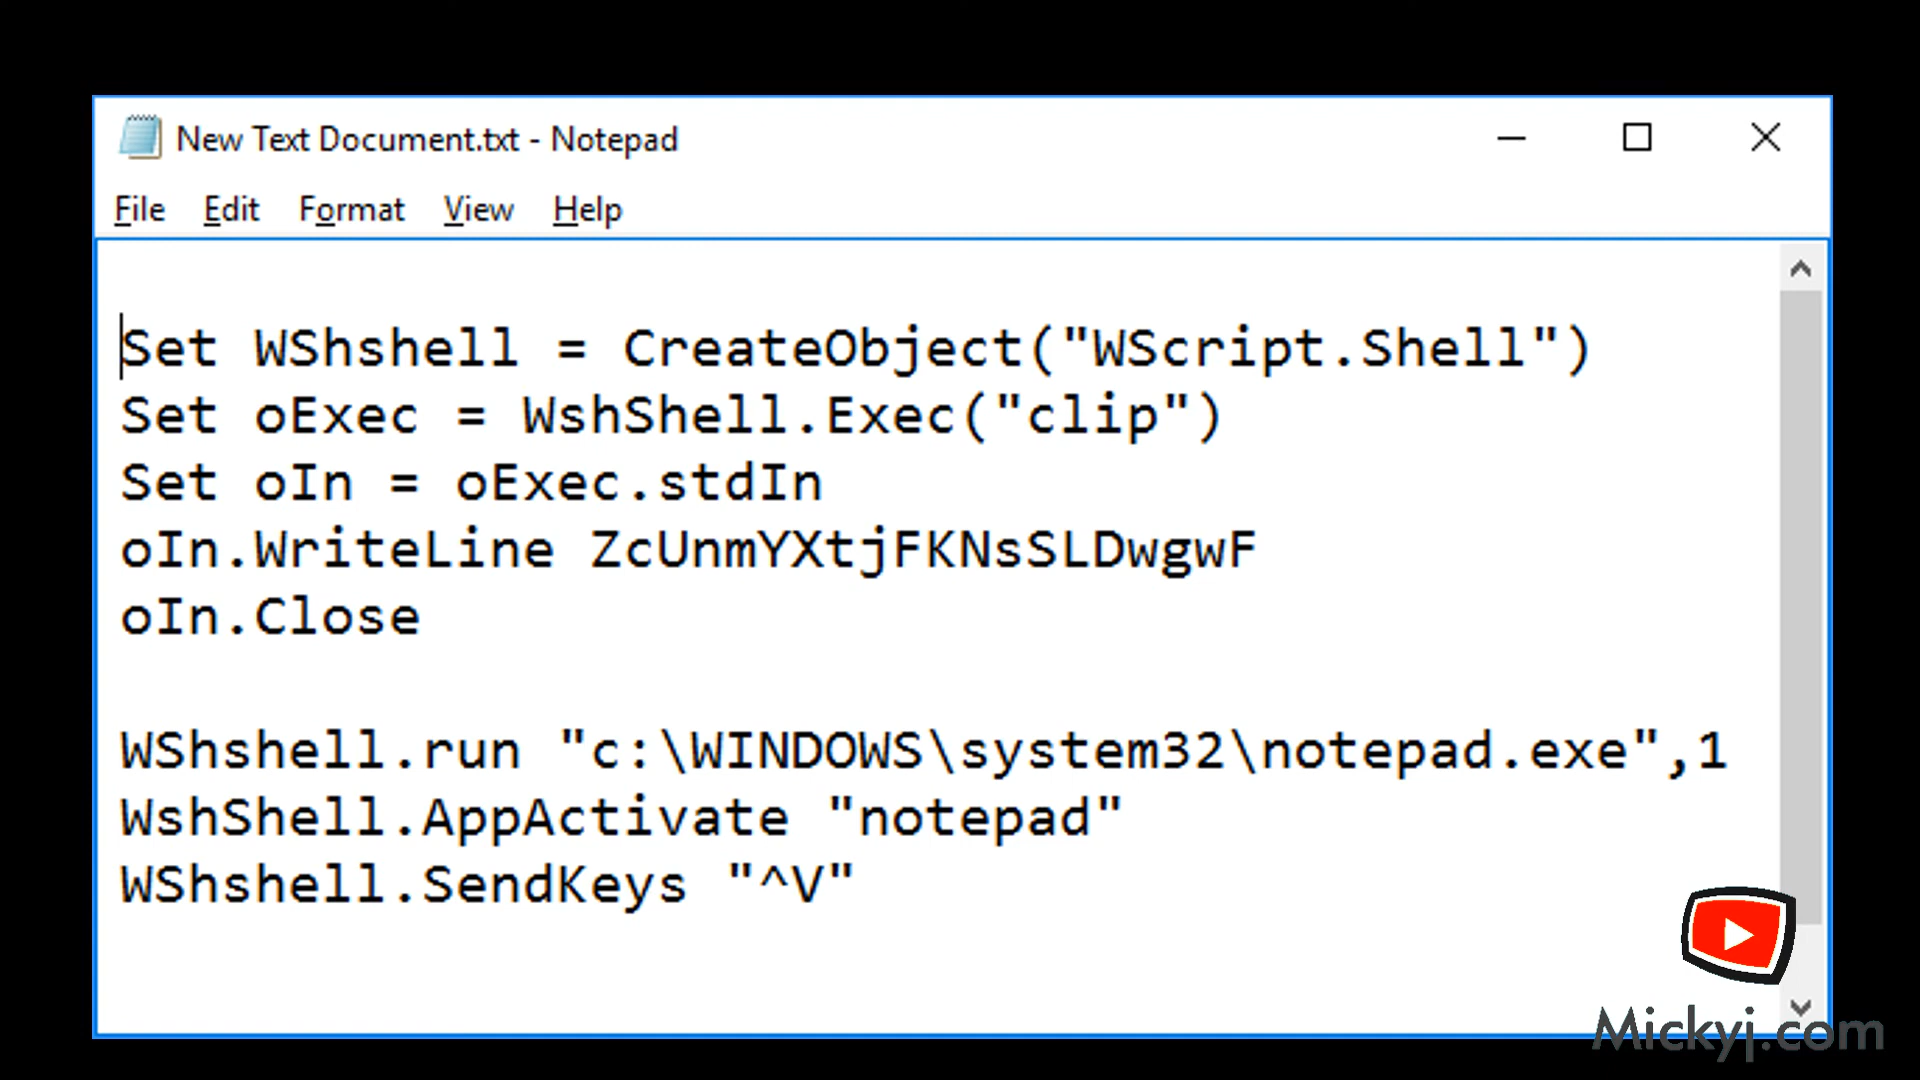 New Text Document.txt - Notepad
File Edit Format View Help
Set WShshell = CreateObject("WScript.Shell")
Set oExec = WshShell.Exec("clip")
Set oIn = oExec.stdIn
oIn.WriteLine ZcUnmYXtjFKNsSLDwgwF
oIn.Close
WShshell.run "c:\WINDOWS\system32\notepad.exe",1
WshShell.AppActivate "notepad"
WShshell.SendKeys "^V"
Mickyj.com